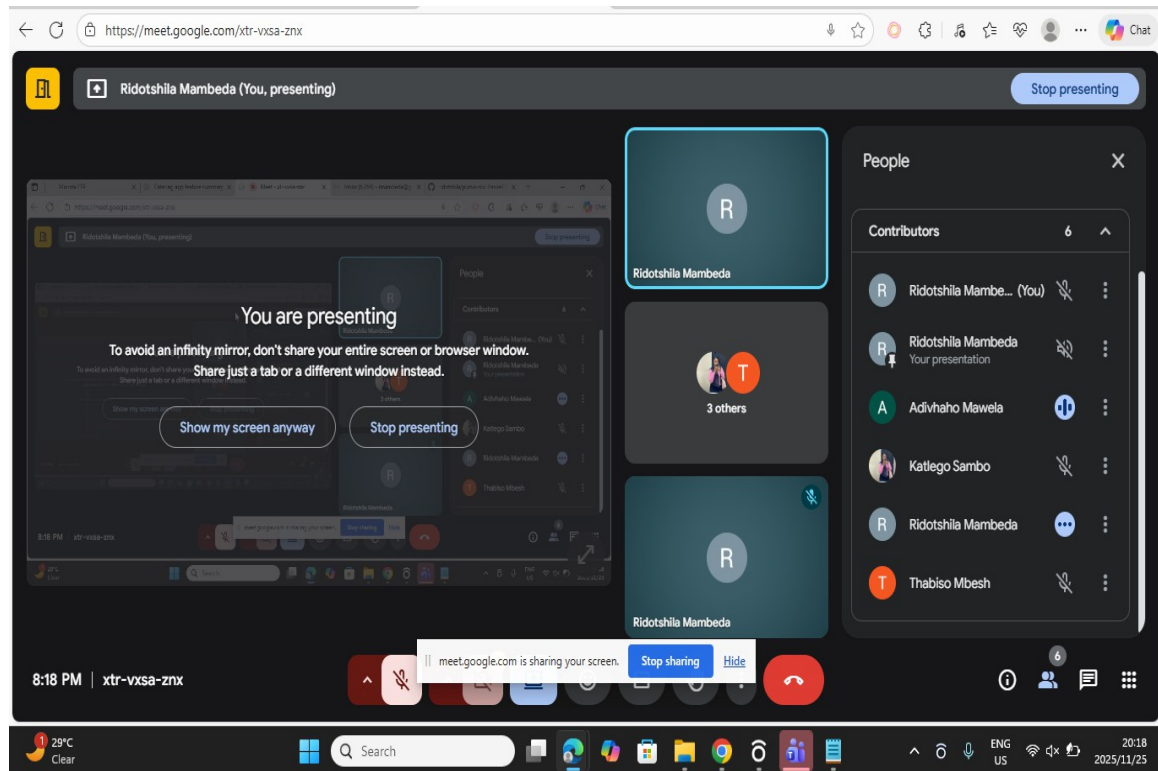 https://meet.google.com/xtr-vxsa-znx
Chat
Ridotshila Mambeda (You, presenting)
Stop presenting
You are presenting
To avoid an infinity mirror, don't share your entire screen or browser window.
Share just a tab or a different window instead.
Show my screen anyway
Stop presenting
R
Ridotshila Mambeda
T
3 others
R
Ridotshila Mambeda
People
Contributors 6
R Ridotshila Mambe... (You)
R Ridotshila Mambeda
Your presentation
A Adivhaho Mawela
Katlego Sambo
R Ridotshila Mambeda
T Thabiso Mbesh
meet.google.com is sharing your screen. Stop sharing Hide
8:18 PM | xtr-vxsa-znx
6
1
29°C
Clear
Search
ENG
US
20:18
2025/11/25